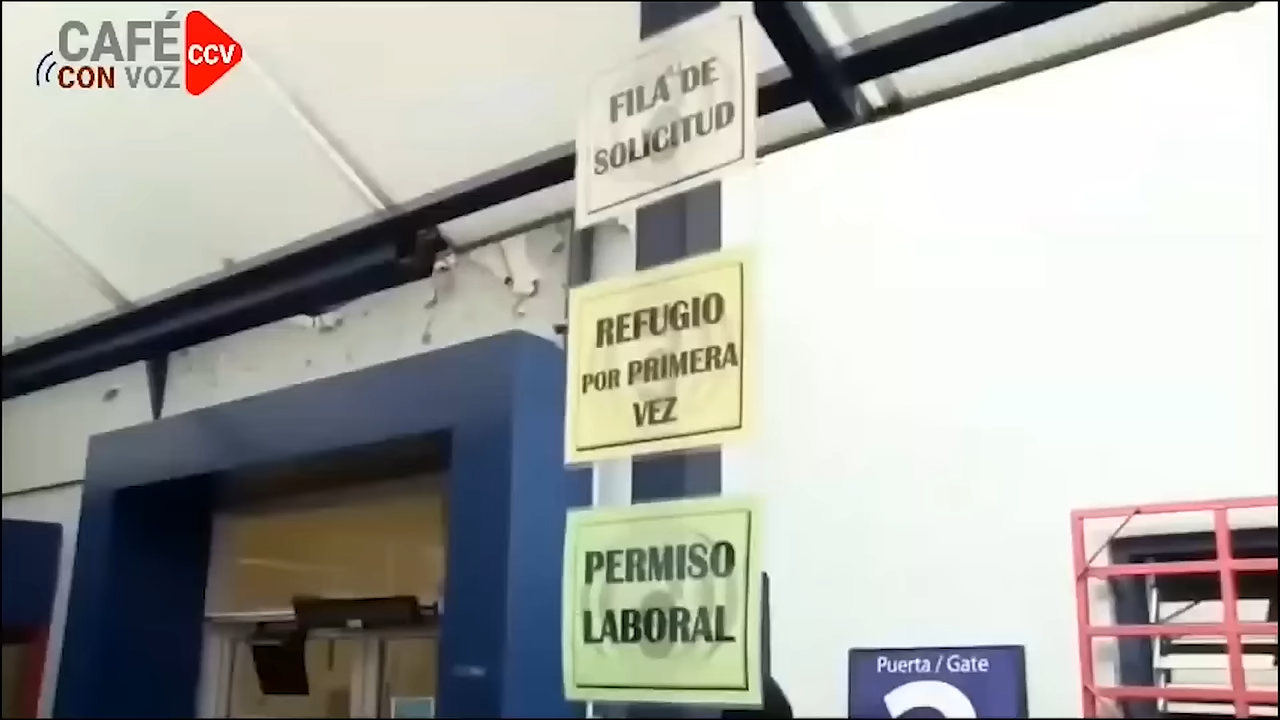 CAFÉ
CON VOZ
CCV
FILA DE
SOLICITUD
REFUGIO
POR PRIMERA
VEZ
PERMISO
LABORAL
Puerta / Gate